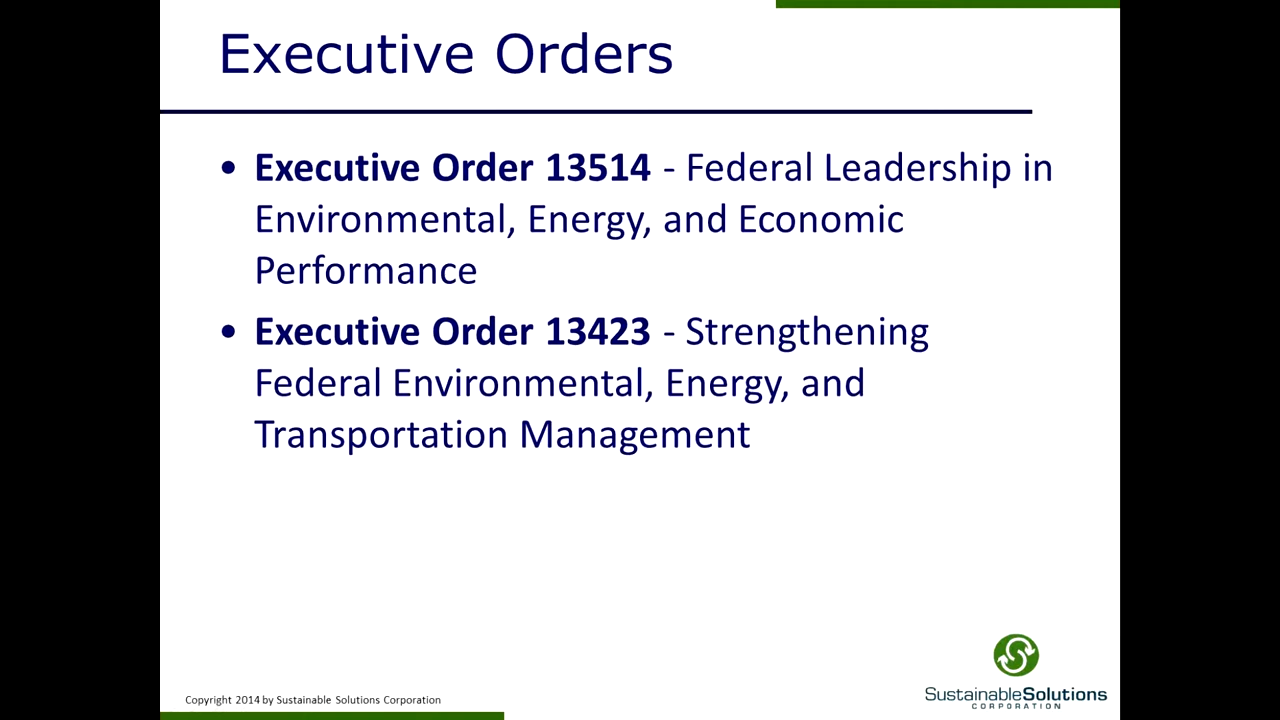 Executive Orders
• Executive Order 13514 - Federal Leadership in
Environmental, Energy, and Economic
Performance
• Executive Order 13423 - Strengthening
Federal Environmental, Energy, and
Transportation Management
Copyright 2014 by Sustainable Solutions Corporation
SustainableSolutions
CORPORATION